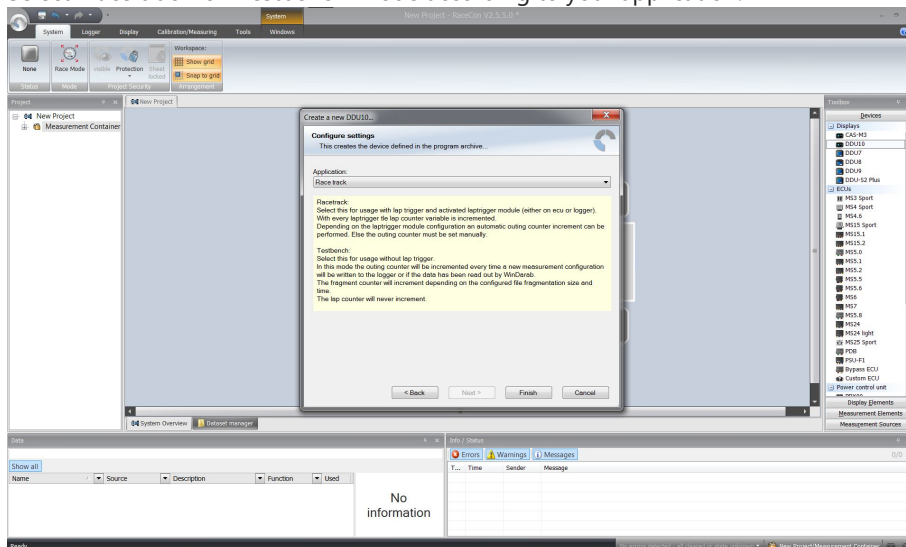 System
New Project - RaceCon V2.5.5.0 *
System
Logger
Display
Calibration/Measuring
Tools
Windows
None
Race Mode
visible
Protection
Sheet
locked
Workspace:
Show grid
Snap to grid
Status
Mode
Project Security
Arrangement
Project
New Project
Measurement Container
New Project
Create a new DDU10...
Configure settings
This creates the device defined in the program archive...
Application:
Race track
Racetrack:
Select this for usage with lap trigger and activated laptrigger module (either on ecu or logger).
With every laptrigger tle lap counter variable is incremented.
Depending on the laptrigger module configuration an automatic outing counter increment can be
performed. Else the outing counter must be set manually.
Testbench:
Select this for usage without lap trigger.
In this mode the outing counter will be incremented every time a new measurement configuration
will be written to the logger or if the data has been read out by WinDarab.
The fragment counter will increment depending on the configured file fragmentation size and
time.
The lap counter will never increment.
< Back
Next >
Finish
Cancel
System Overview
Dataset manager
Toolbox
Devices
Displays
CAS-M3
DDU10
DDU7
DDU8
DDU9
DDU-S2 Plus
ECUs
MS3 Sport
MS4 Sport
MS4.6
MS15 Sport
MS15.1
MS15.2
MS5.0
MS5.1
MS5.2
MS5.5
MS5.6
MS6
MS7
MS5.8
MS24
MS24 light
MS25 Sport
PDB
PSU-F1
Bypass ECU
Custom ECU
Power control unit
Display Elements
Measurement Elements
Measurement Sources
Data
Show all
Name
Source
Description
Function
Used
No
information
Info / Status
Errors
Warnings
Messages
0/0
T...
Time
Sender
Message
Ready
New Project/Measurement Container